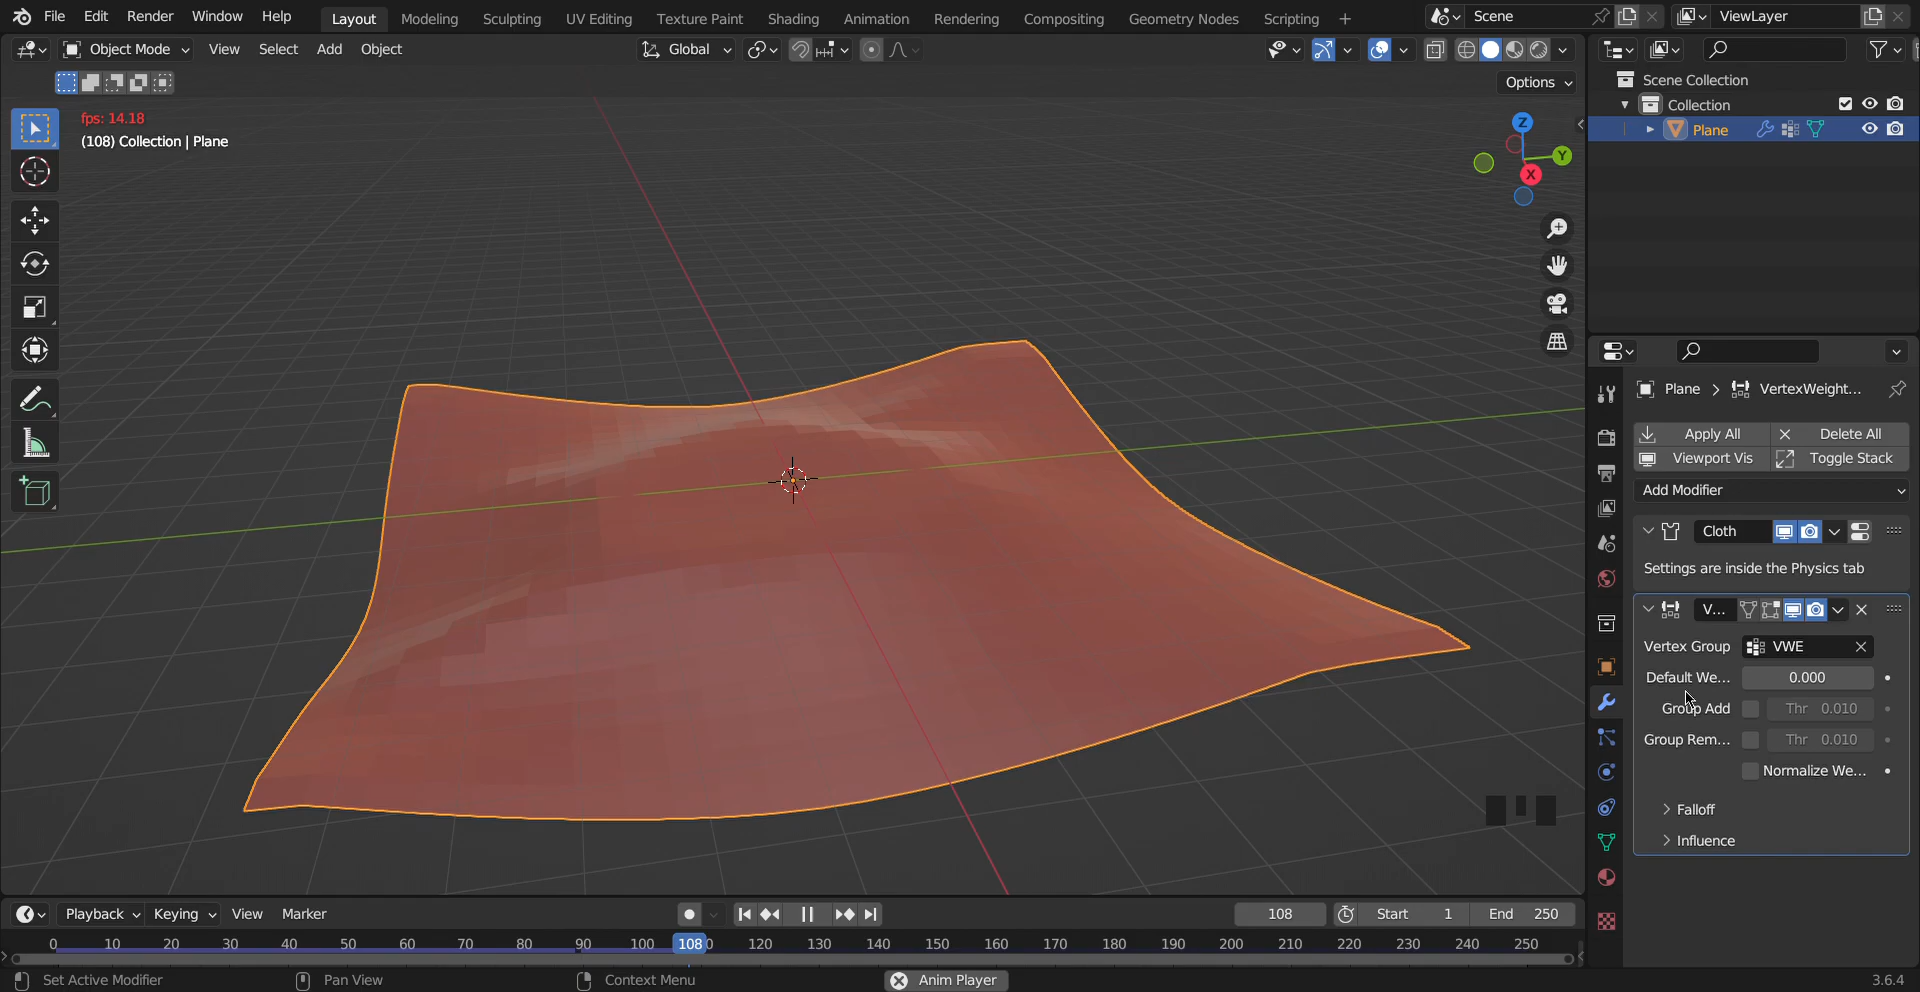 File Edit Render Window Help Layout Modeling Sculpting UV Editing Texture Paint Shading Animation Rendering Compositing Geometry Nodes Scripting + Scene ViewLayer
Object Mode View Select Add Object Global
Options
fps: 14.18
(108) Collection | Plane
Z
Y
X
Scene Collection
Collection
Plane
Plane > VertexWeight...
Apply All Delete All
Viewport Vis Toggle Stack
Add Modifier
Cloth
Settings are inside the Physics tab
V...
Vertex Group VWE
Default We... 0.000
Group Add Thr 0.010
Group Rem... Thr 0.010
Normalize We...
Falloff
Influence
Playback Keying View Marker 108 Start 1 End 250
0 10 20 30 40 50 60 70 80 90 100 108 0 120 130 140 150 160 170 180 190 200 210 220 230 240 250
Set Active Modifier Pan View Context Menu Anim Player 3.6.4